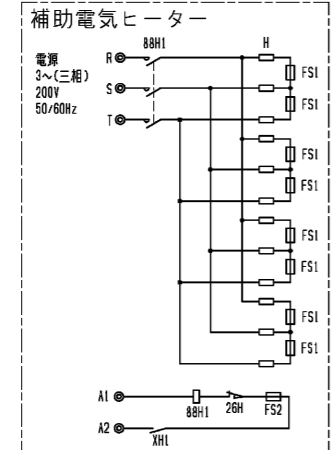 補助電気ヒーター
88H1
H
電源
3~(三相)
200V
50/60Hz
R
S
T
FS1
FS1
FS1
FS1
FS1
FS1
FS1
FS1
A1
88H1
26H
FS2
A2
XH1